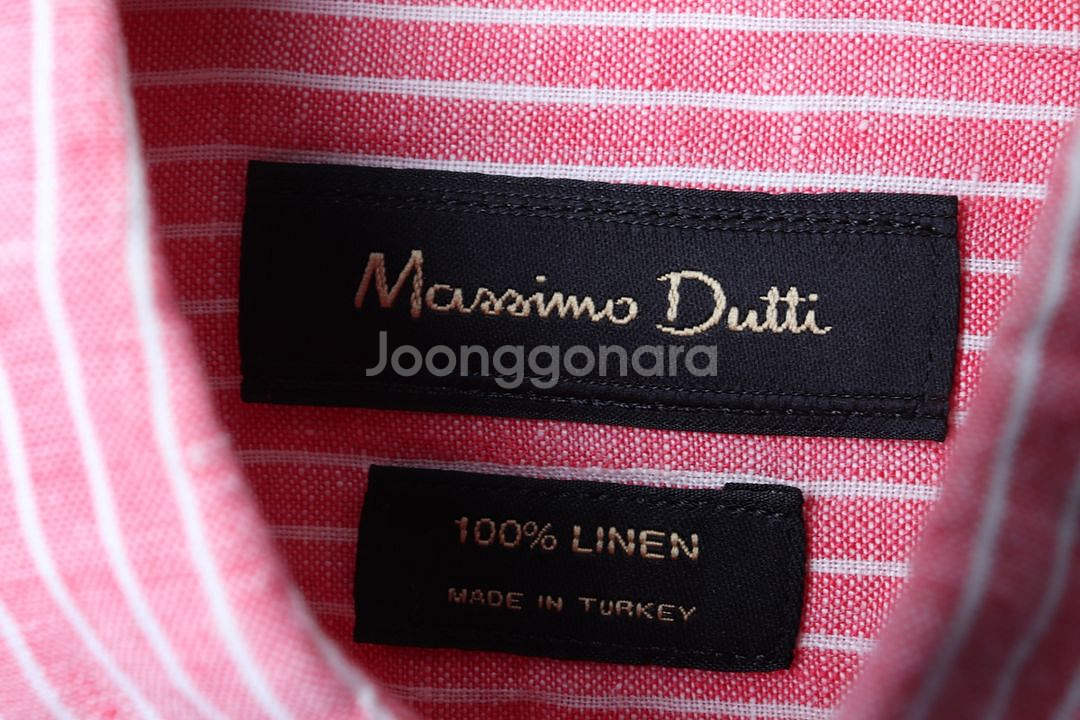 Massimo Dutti
Joonggonara
100% LINEN
MADE IN TURKEY